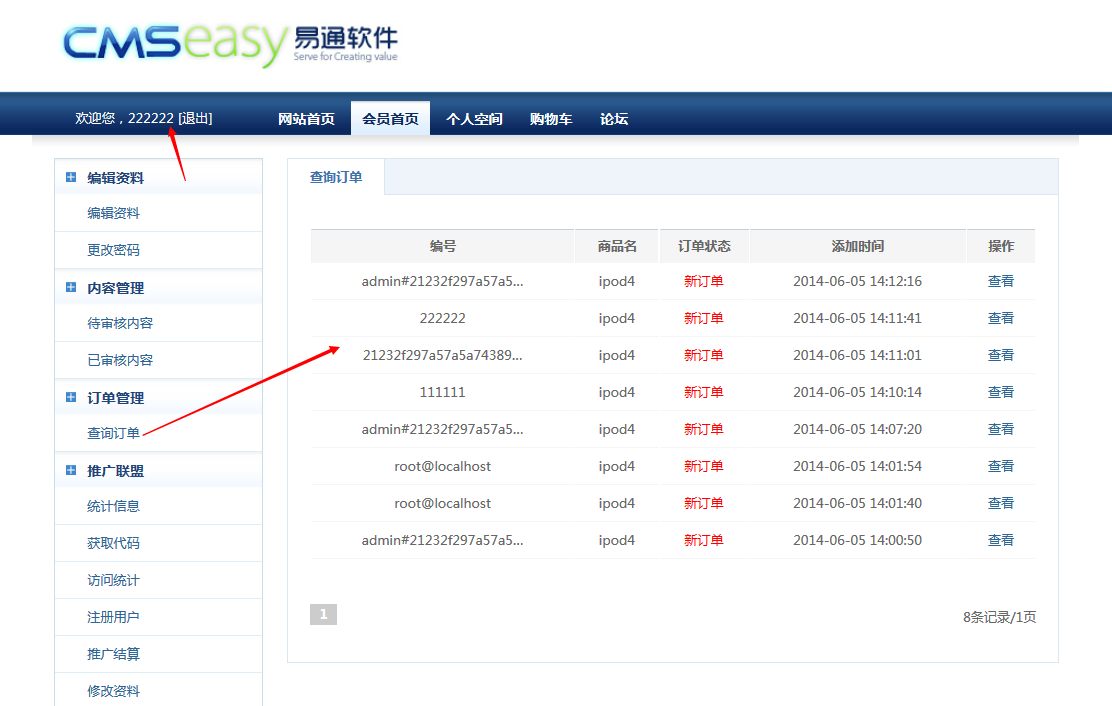 CMSeasy 易通软件
Serve for Creating value
欢迎您，222222 [退出] 网站首页 会员首页 个人空间 购物车 论坛
编辑资料
编辑资料
更改密码
内容管理
待审核内容
已审核内容
订单管理
查询订单
推广联盟
统计信息
获取代码
访问统计
注册用户
推广结算
修改资料
查询订单
编号 商品名 订单状态 添加时间 操作
admin#21232f297a57a5... ipod4 新订单 2014-06-05 14:12:16 查看
222222 ipod4 新订单 2014-06-05 14:11:41 查看
21232f297a57a5a74389... ipod4 新订单 2014-06-05 14:11:01 查看
111111 ipod4 新订单 2014-06-05 14:10:14 查看
admin#21232f297a57a5... ipod4 新订单 2014-06-05 14:07:20 查看
root@localhost ipod4 新订单 2014-06-05 14:01:54 查看
root@localhost ipod4 新订单 2014-06-05 14:01:40 查看
admin#21232f297a57a5... ipod4 新订单 2014-06-05 14:00:50 查看
1 8条记录/1页